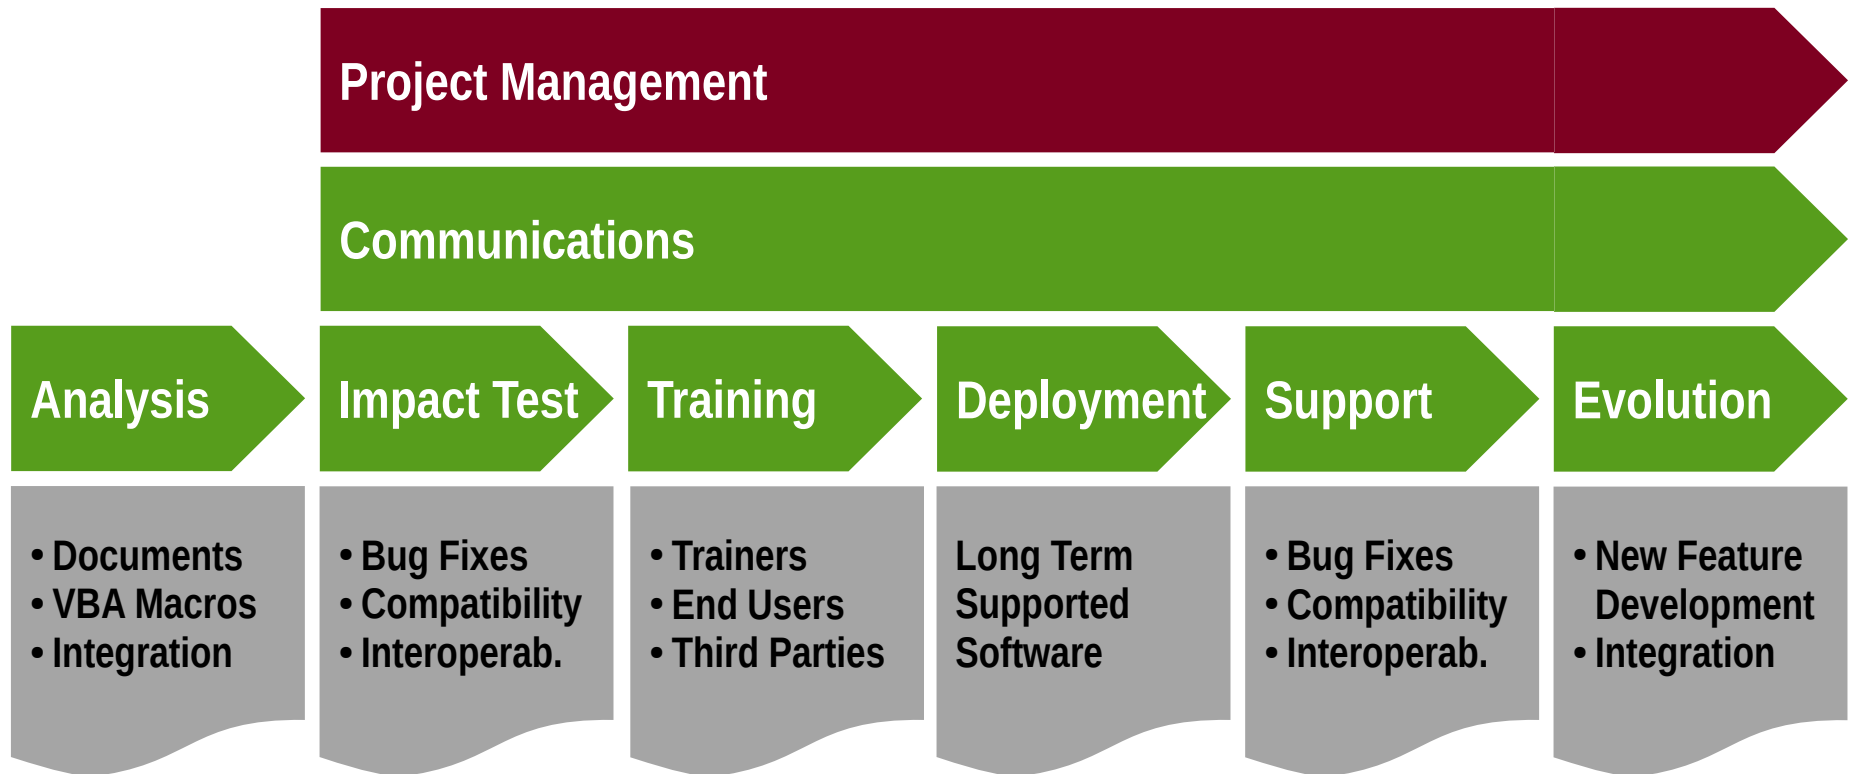 Project Management
Communications
Analysis
Impact Test
Training
Deployment
Support
Evolution
• Documents
• VBA Macros
• Integration
• Bug Fixes
• Compatibility
• Interoperab.
• Trainers
• End Users
• Third Parties
Long Term
Supported
Software
• Bug Fixes
• Compatibility
• Interoperab.
• New Feature
Development
• Integration